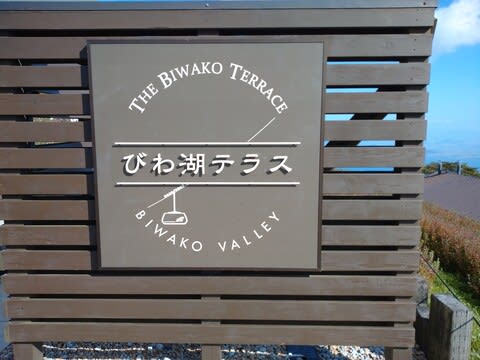 THE BIWAKO TERRACE
びわ湖テラス
BIWAKO VALLEY